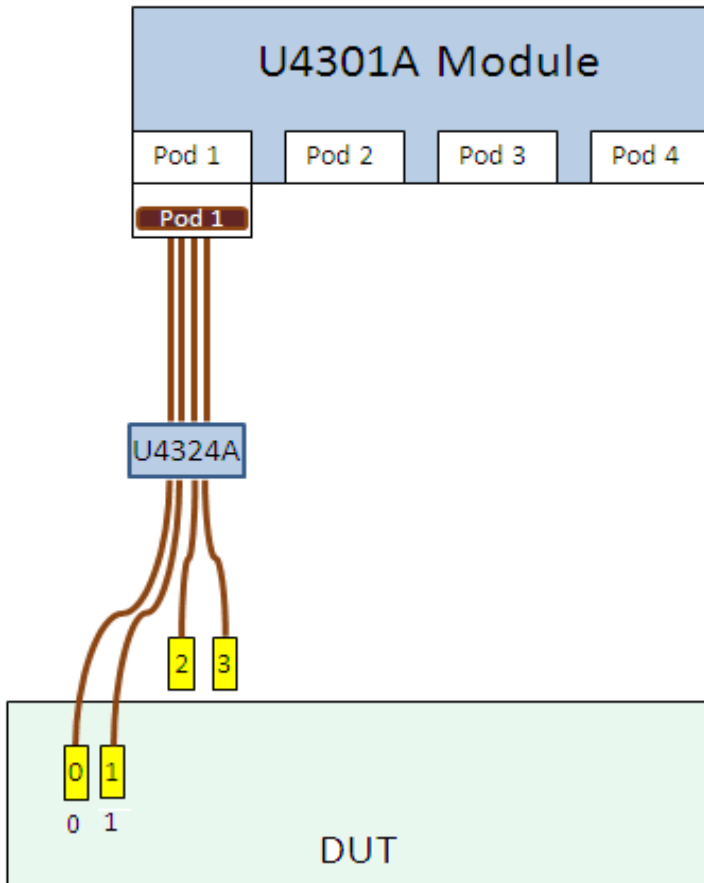 U4301A Module
Pod 1 Pod 2 Pod 3 Pod 4
Pod 1
U4324A
2 3
0 1
0 1
DUT